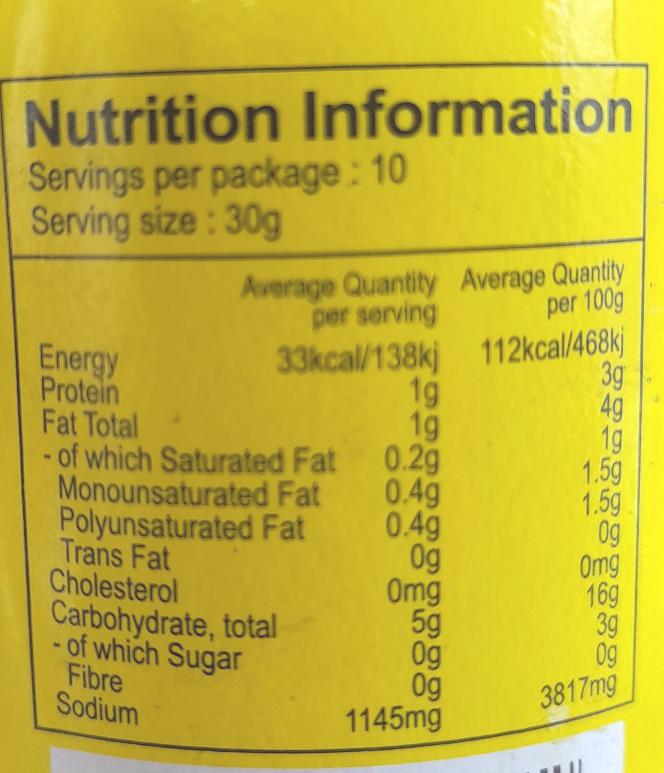 Nutrition Information
Servings per package : 10
Serving size : 30g
Average Quantity per serving Average Quantity per 100g
Energy 33kcal/138kj 112kcal/468kj
Protein 1g 3g
Fat Total 1g 4g
- of which Saturated Fat 0.2g 1g
Monounsaturated Fat 0.4g 1.5g
Polyunsaturated Fat 0.4g 1.5g
Trans Fat 0g 0g
Cholesterol 0mg 0mg
Carbohydrate, total 5g 16g
- of which Sugar 0g 3g
Fibre 0g 0g
Sodium 1145mg 3817mg